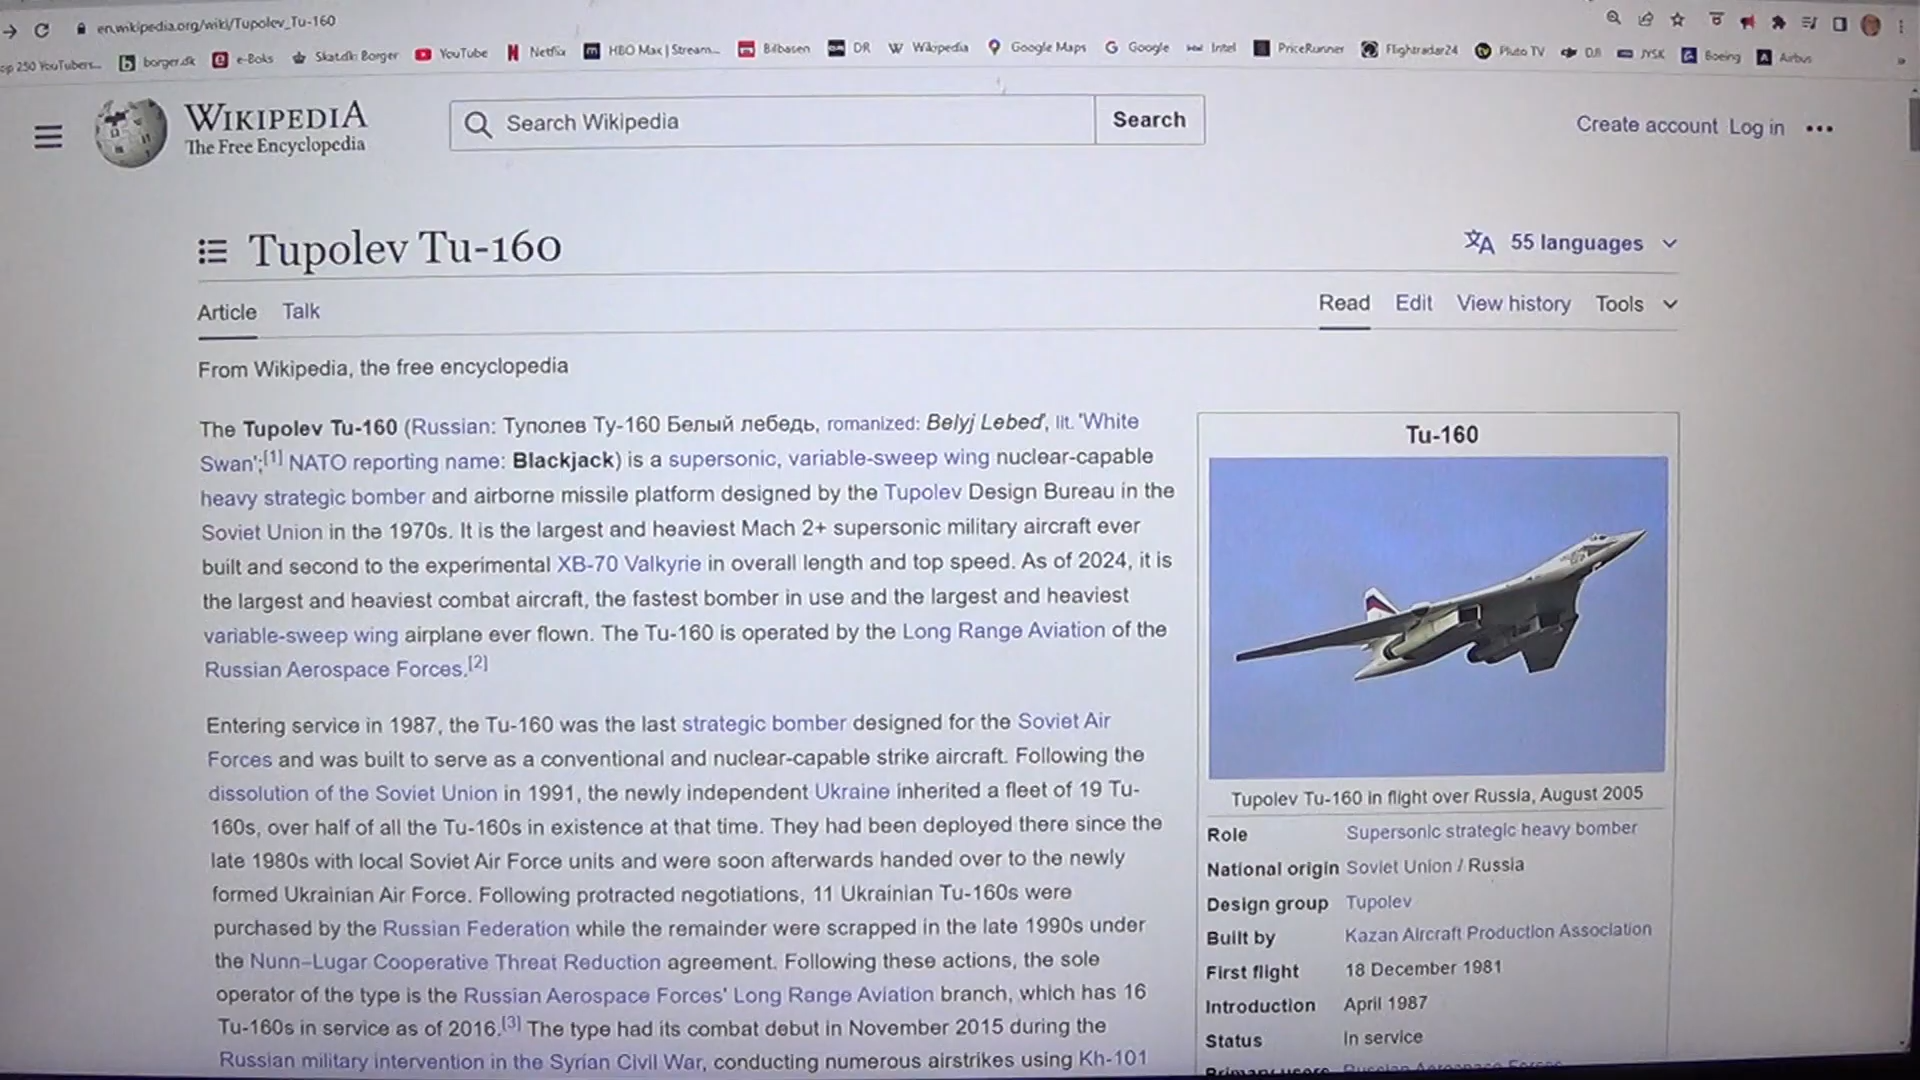 en.wikipedia.org/wiki/Tupolev_Tu-160
op 250 YouTubers... borger.dk e-Boks Skat.dk: Borger YouTube Netflix HBO Max | Stream... Bilbasen DR Wikipedia Google Maps Google Intel PriceRunner Flightradar24 Pluto TV DJI JYSK Boeing Airbus
WIKIPEDIA
The Free Encyclopedia
Search Wikipedia
Search
Create account Log in
Tupolev Tu-160
55 languages
Article Talk
Read Edit View history Tools
From Wikipedia, the free encyclopedia
The Tupolev Tu-160 (Russian: Туполев Ту-160 Белый лебедь, romanized: Belyj Lebed', lit. 'White
Swan';[1] NATO reporting name: Blackjack) is a supersonic, variable-sweep wing nuclear-capable
heavy strategic bomber and airborne missile platform designed by the Tupolev Design Bureau in the
Soviet Union in the 1970s. It is the largest and heaviest Mach 2+ supersonic military aircraft ever
built and second to the experimental XB-70 Valkyrie in overall length and top speed. As of 2024, it is
the largest and heaviest combat aircraft, the fastest bomber in use and the largest and heaviest
variable-sweep wing airplane ever flown. The Tu-160 is operated by the Long Range Aviation of the
Russian Aerospace Forces.[2]
Entering service in 1987, the Tu-160 was the last strategic bomber designed for the Soviet Air
Forces and was built to serve as a conventional and nuclear-capable strike aircraft. Following the
dissolution of the Soviet Union in 1991, the newly independent Ukraine inherited a fleet of 19 Tu-
160s, over half of all the Tu-160s in existence at that time. They had been deployed there since the
late 1980s with local Soviet Air Force units and were soon afterwards handed over to the newly
formed Ukrainian Air Force. Following protracted negotiations, 11 Ukrainian Tu-160s were
purchased by the Russian Federation while the remainder were scrapped in the late 1990s under
the Nunn–Lugar Cooperative Threat Reduction agreement. Following these actions, the sole
operator of the type is the Russian Aerospace Forces' Long Range Aviation branch, which has 16
Tu-160s in service as of 2016.[3] The type had its combat debut in November 2015 during the
Russian military intervention in the Syrian Civil War, conducting numerous airstrikes using Kh-101
Tu-160
Tupolev Tu-160 in flight over Russia, August 2005
Role Supersonic strategic heavy bomber
National origin Soviet Union / Russia
Design group Tupolev
Built by Kazan Aircraft Production Association
First flight 18 December 1981
Introduction April 1987
Status In service
Primary users Russian Aerospace Forces